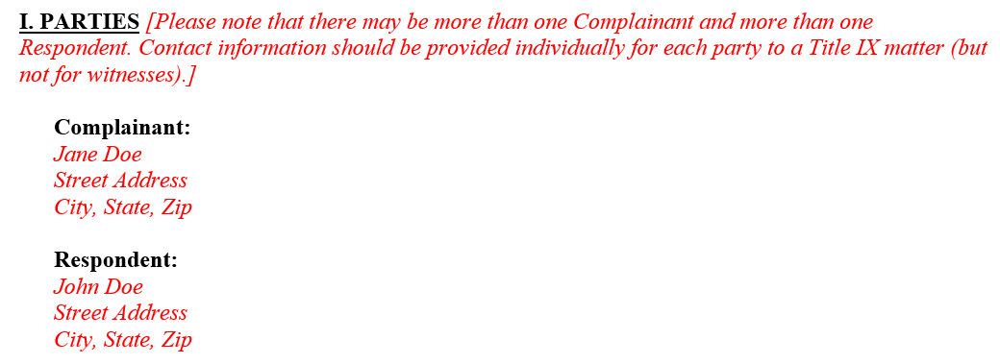 I. PARTIES [Please note that there may be more than one Complainant and more than one
Respondent. Contact information should be provided individually for each party to a Title IX matter (but
not for witnesses).]
Complainant:
Jane Doe
Street Address
City, State, Zip
Respondent:
John Doe
Street Address
City, State, Zip